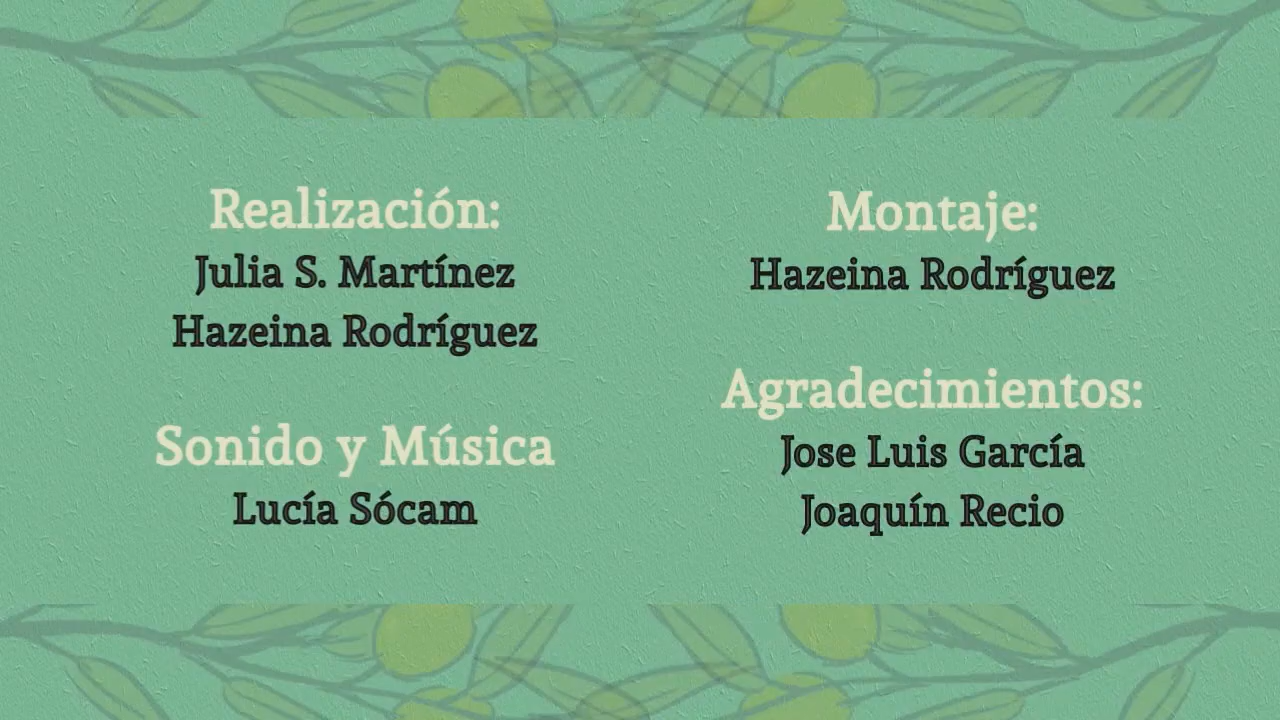 Realización:
Julia S. Martínez
Hazeina Rodríguez
Sonido y Música
Lucía Sócam
Montaje:
Hazeina Rodríguez
Agradecimientos:
Jose Luis García
Joaquín Recio